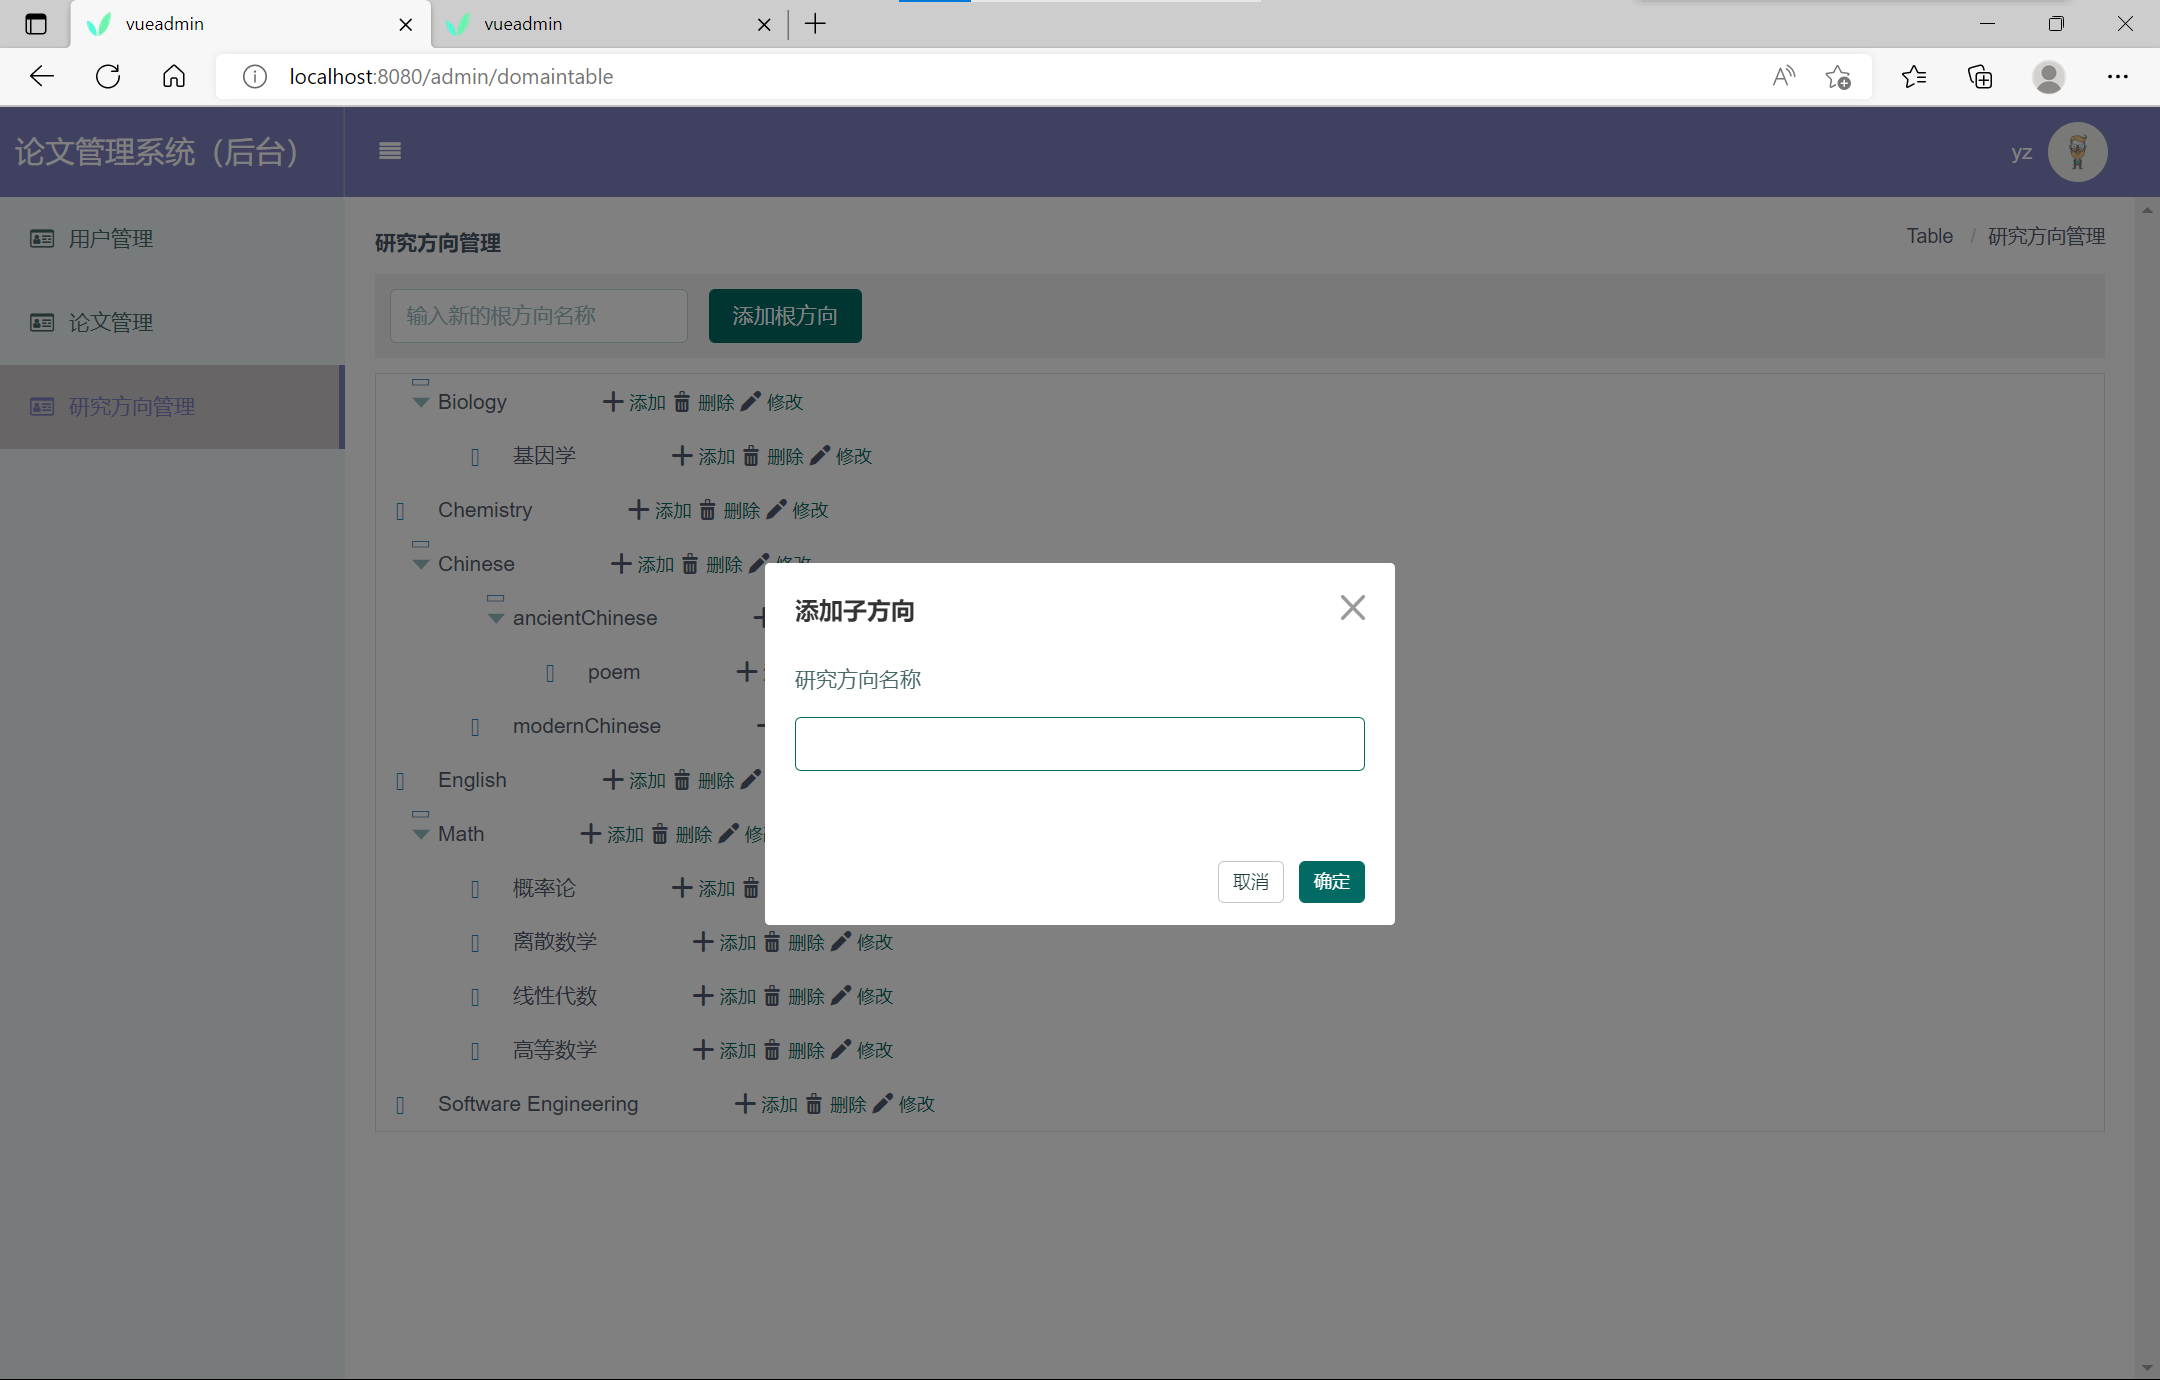 vueadmin
vueadmin
localhost:8080/admin/domaintable
论文管理系统（后台）
yz
用户管理
论文管理
研究方向管理
研究方向管理
Table / 研究方向管理
输入新的根方向名称
添加根方向
Biology 添加 删除 修改
基因学 添加 删除 修改
Chemistry 添加 删除 修改
Chinese 添加 删除 修改
ancientChinese
poem
modernChinese
English 添加 删除
Math 添加 删除 修改
概率论 添加
离散数学 添加 删除 修改
线性代数 添加 删除 修改
高等数学 添加 删除 修改
Software Engineering 添加 删除 修改
添加子方向
研究方向名称
取消 确定